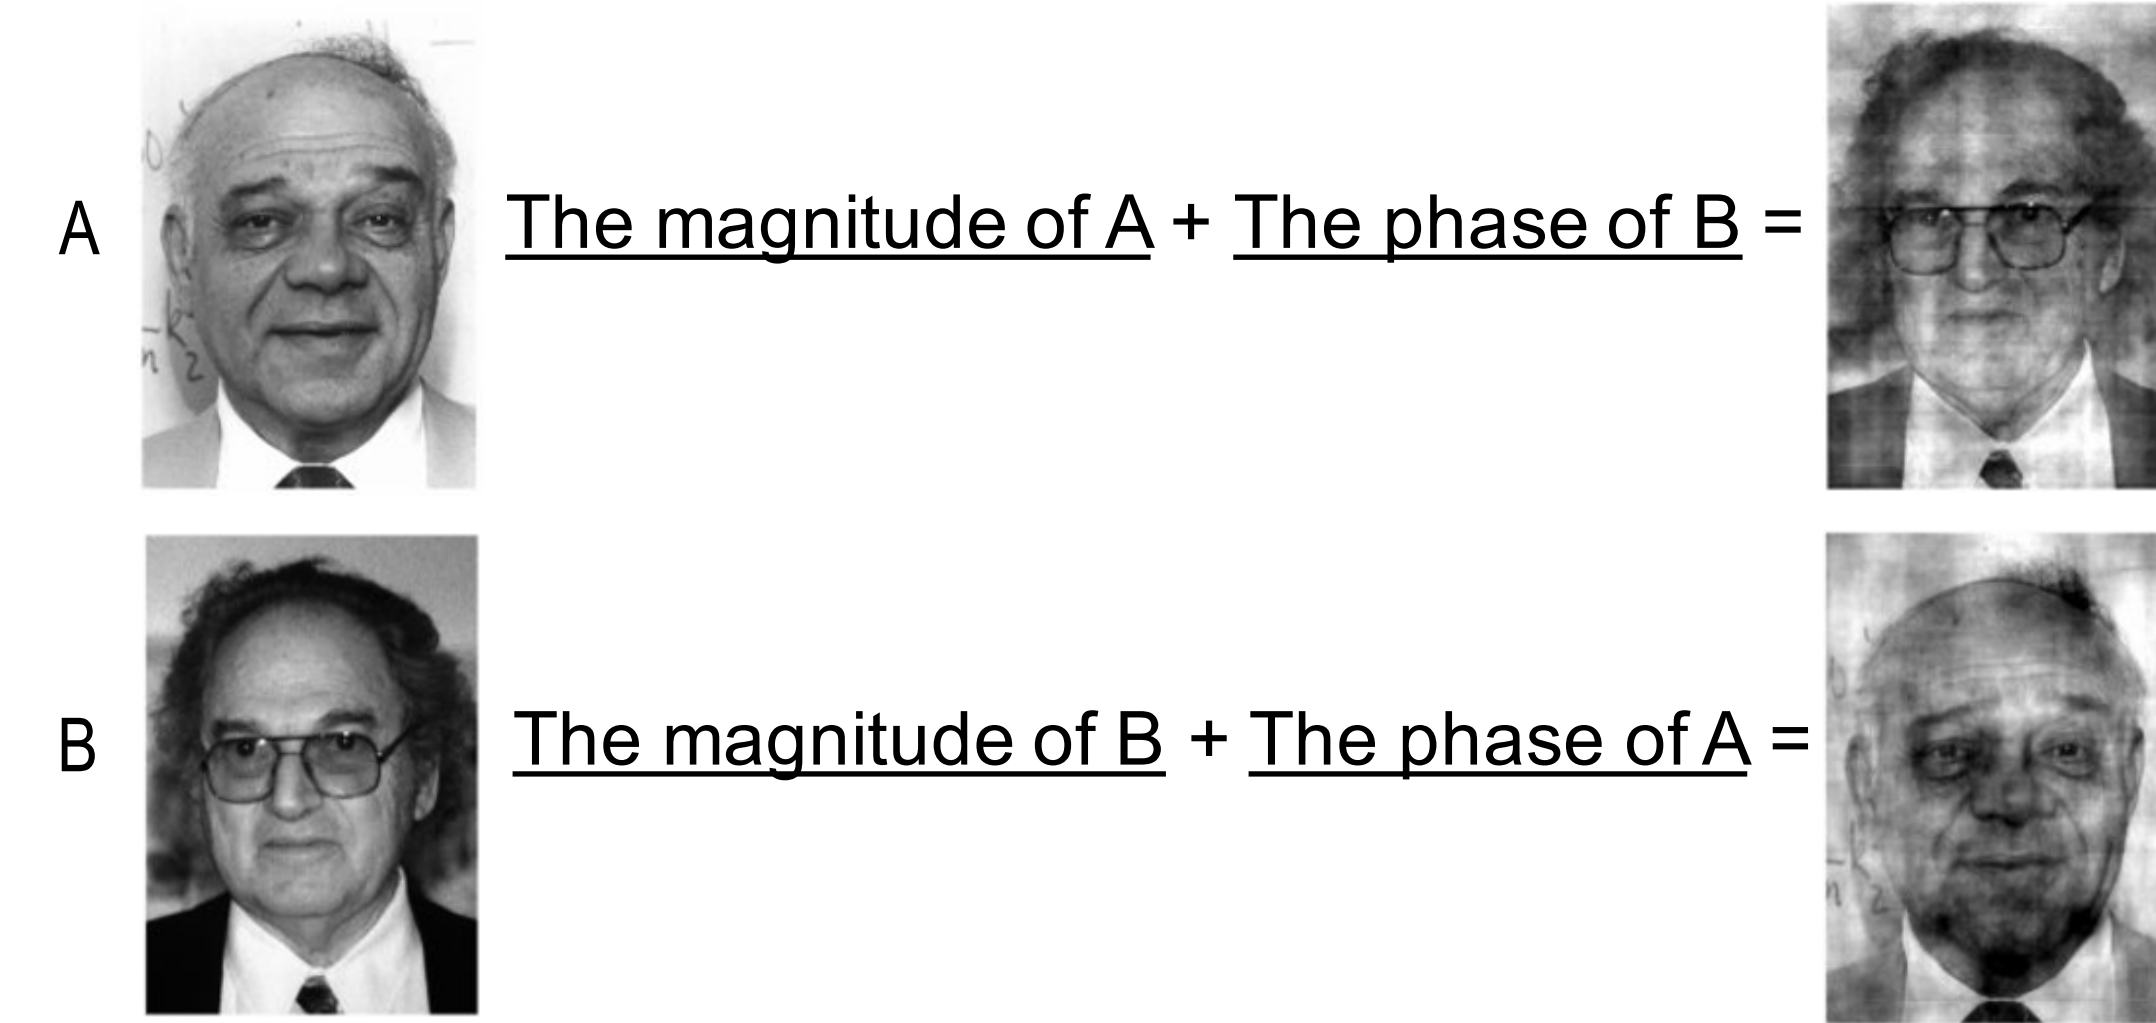 A
The magnitude of A + The phase of B =
B
The magnitude of B + The phase of A =